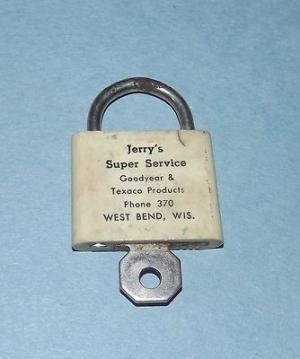 Jerry's
Super Service
Goodyear &
Texaco Products
Phone 370
WEST BEND, WIS.